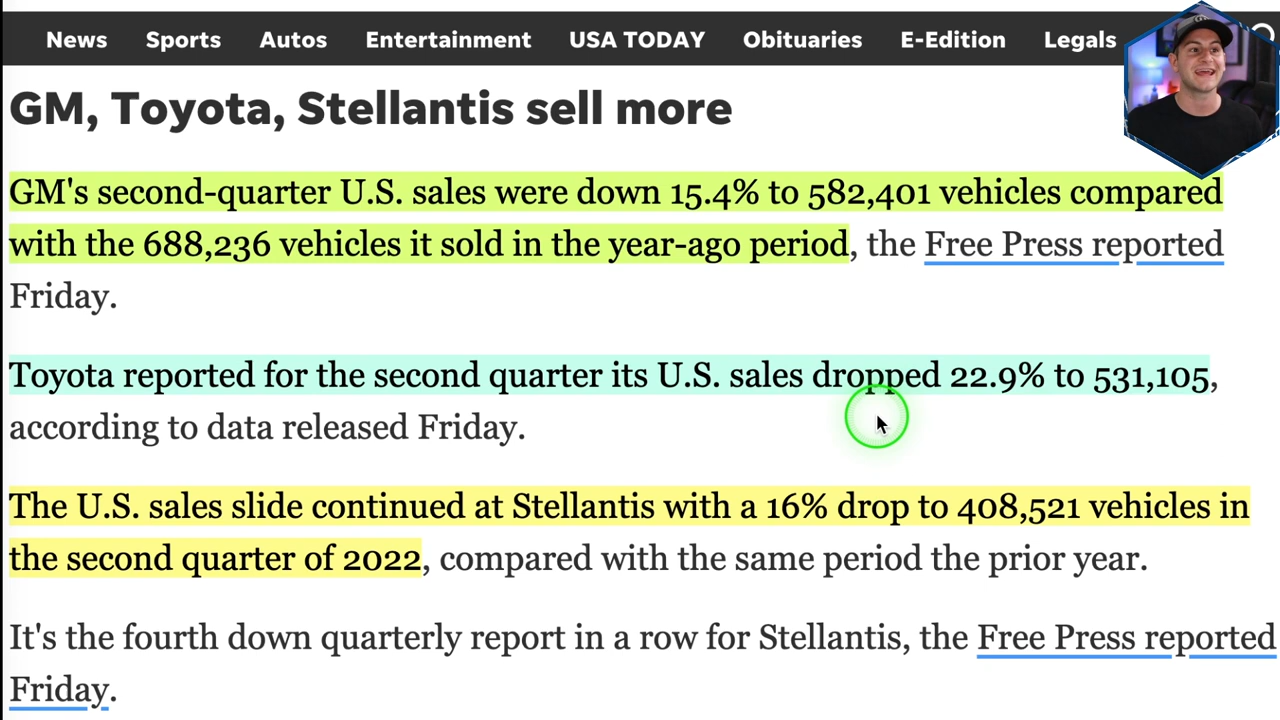 News Sports Autos Entertainment USA TODAY Obituaries E-Edition Legals
GM, Toyota, Stellantis sell more
GM's second-quarter U.S. sales were down 15.4% to 582,401 vehicles compared
with the 688,236 vehicles it sold in the year-ago period, the Free Press reported
Friday.
Toyota reported for the second quarter its U.S. sales dropped 22.9% to 531,105,
according to data released Friday.
The U.S. sales slide continued at Stellantis with a 16% drop to 408,521 vehicles in
the second quarter of 2022, compared with the same period the prior year.
It's the fourth down quarterly report in a row for Stellantis, the Free Press reported
Friday.